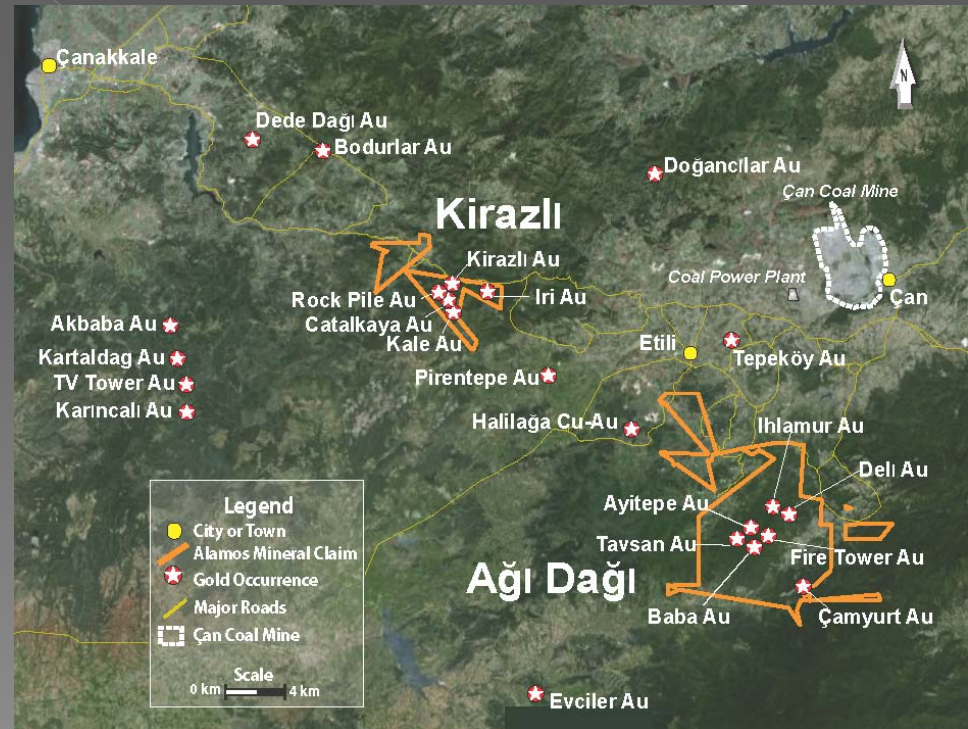 Çanakkale
N
Dede Dağı Au
Bodurlar Au
Doğancılar Au
Çan Coal Mine
Kirazlı
Kirazlı Au
Coal Power Plant
Rock Pile Au
Iri Au
Çan
Catalkaya Au
Akbaba Au
Kale Au
Etili
Kartaldag Au
Tepeköy Au
TV Tower Au
Pirentepe Au
Karıncalı Au
Halilağa Cu-Au
Ihlamur Au
Delı Au
Ayitepe Au
Tavsan Au
Fire Tower Au
Ağı Dağı
Baba Au
Çamyurt Au
Evciler Au
Legend
City or Town
Alamos Mineral Claim
Gold Occurrence
Major Roads
Çan Coal Mine
Scale
0 km 4 km